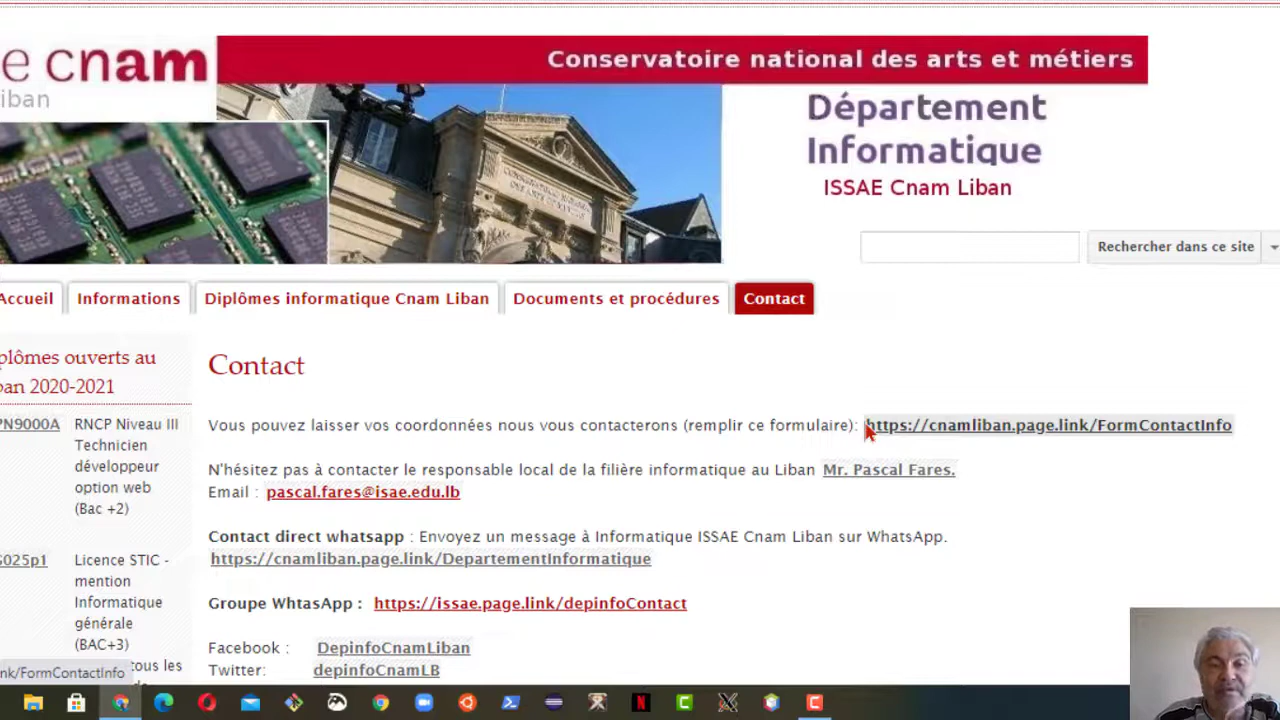 e cnam
iban
Conservatoire national des arts et métiers
Département
Informatique
ISSAE Cnam Liban
Rechercher dans ce site
Accueil
Informations
Diplômes informatique Cnam Liban
Documents et procédures
Contact
plômes ouverts au
ban 2020-2021
PN9000A
RNCP Niveau III
Technicien
développeur
option web
(Bac +2)
G025p1
Licence STIC -
mention
Informatique
générale
(BAC+3)
tous les
Contact
Vous pouvez laisser vos coordonnées nous vous contacterons (remplir ce formulaire): https://cnamliban.page.link/FormContactInfo
N'hésitez pas à contacter le responsable local de la filière informatique au Liban Mr. Pascal Fares.
Email : pascal.fares@isae.edu.lb
Contact direct whatsapp : Envoyez un message à Informatique ISSAE Cnam Liban sur WhatsApp.
https://cnamliban.page.link/DepartementInformatique
Groupe WhtasApp : https://issae.page.link/depinfoContact
Facebook : DepinfoCnamLiban
Twitter: depinfoCnamLB
nk/FormContactInfo